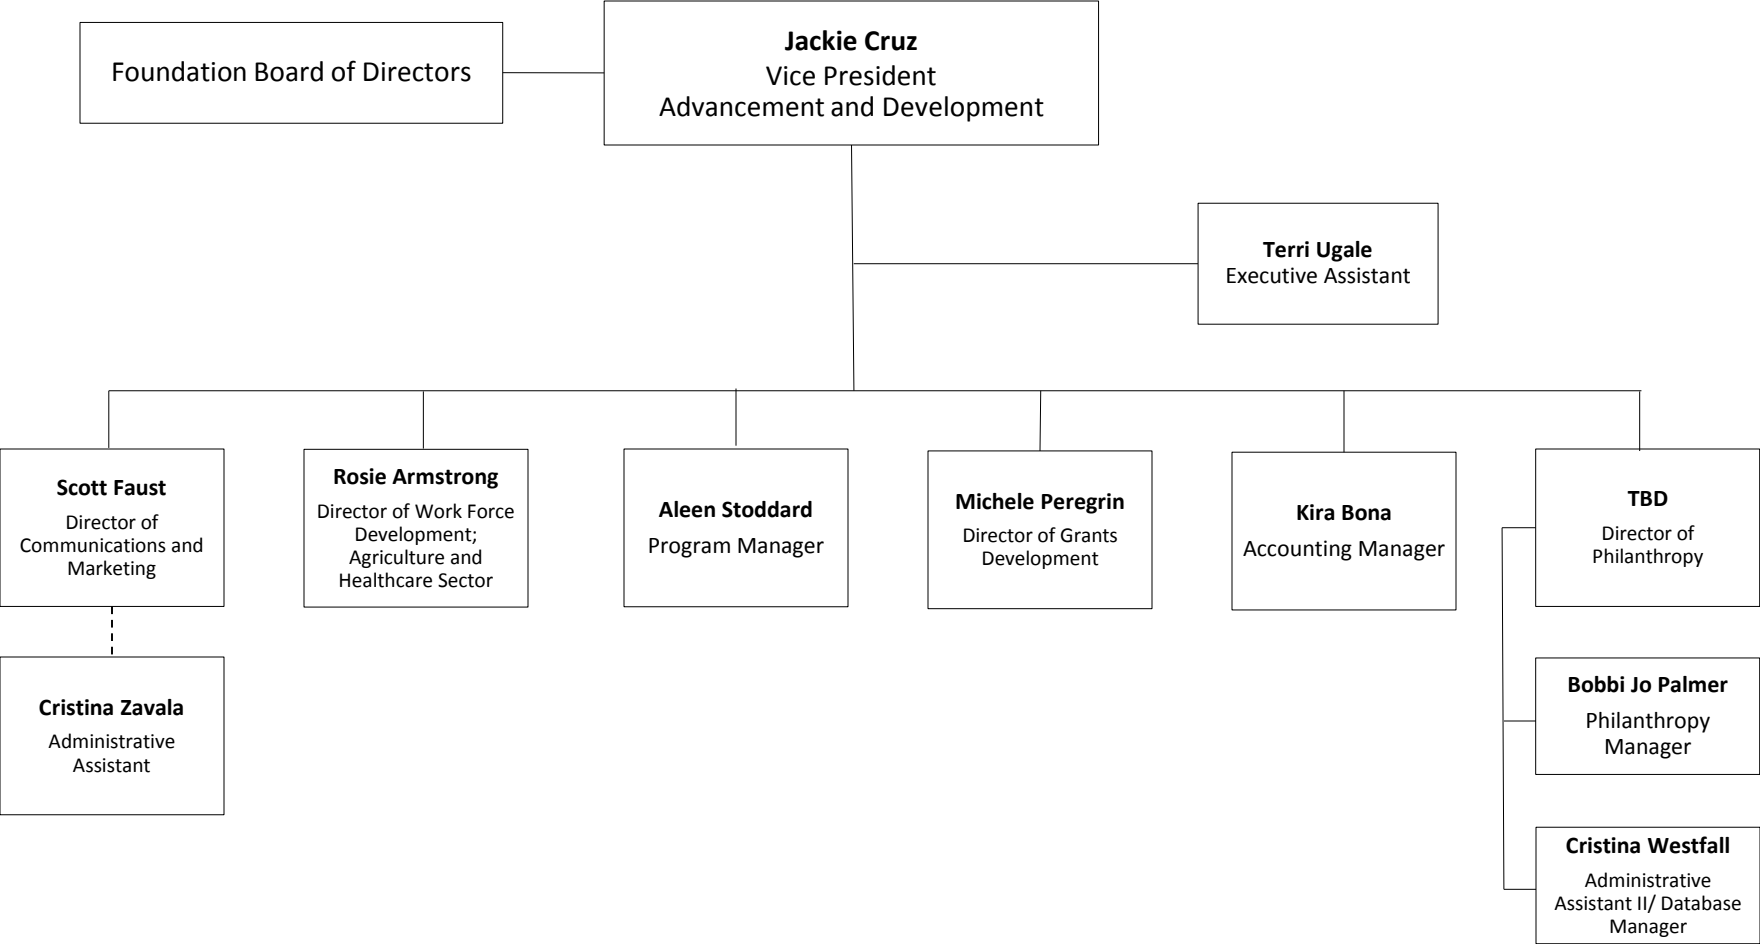 Foundation Board of Directors
Jackie Cruz
Vice President
Advancement and Development
Terri Ugale
Executive Assistant
Scott Faust
Director of
Communications and
Marketing
Rosie Armstrong
Director of Work Force
Development;
Agriculture and
Healthcare Sector
Aleen Stoddard
Program Manager
Michele Peregrin
Director of Grants
Development
Kira Bona
Accounting Manager
TBD
Director of
Philanthropy
Cristina Zavala
Administrative
Assistant
Bobbi Jo Palmer
Philanthropy
Manager
Cristina Westfall
Administrative
Assistant II/ Database
Manager